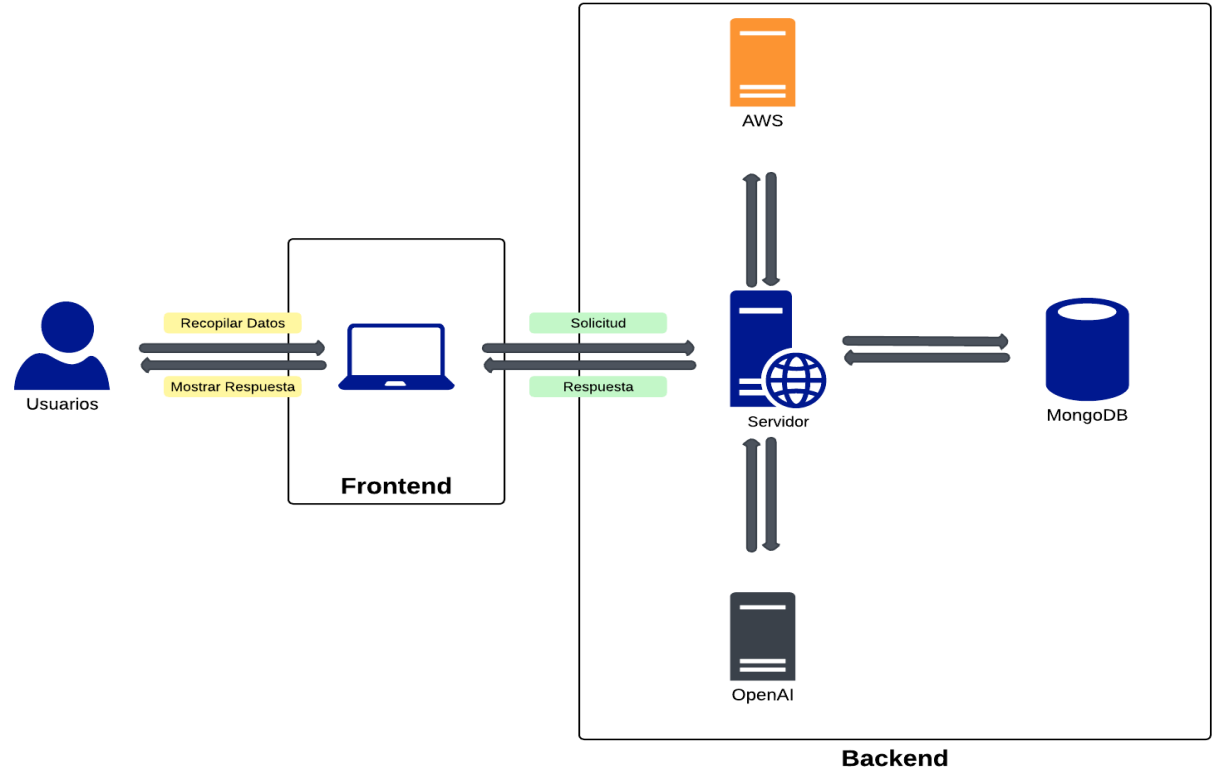 AWS
Recopilar Datos
Solicitud
Mostrar Respuesta
Respuesta
Usuarios
Servidor
MongoDB
Frontend
OpenAI
Backend